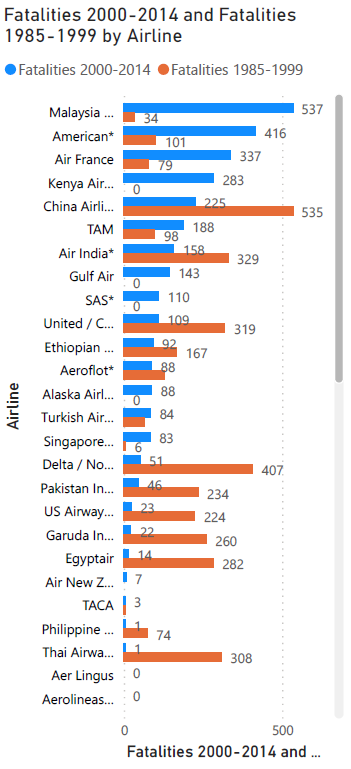 Fatalities 2000-2014 and Fatalities
1985-1999 by Airline
Fatalities 2000-2014 Fatalities 1985-1999
Malaysia ... 537
34
American* 416
101
Air France 337
79
Kenya Air... 283
0
China Airli... 225
535
TAM 188
98
Air India* 158
329
Gulf Air 143
0
SAS* 110
0
United / C... 109
319
Ethiopian ... 92
167
Aeroflot* 88
Alaska Airl... 88
0
Turkish Air... 84
Singapore... 83
6
Delta / No... 51
407
Pakistan In... 46
234
US Airway... 23
224
Garuda In... 22
260
Egyptair 14
282
Air New Z... 7
TACA 3
Philippine ... 1
74
Thai Airwa... 1
308
Aer Lingus 0
Aerolineas... 0
0 500
Airline
Fatalities 2000-2014 and ...